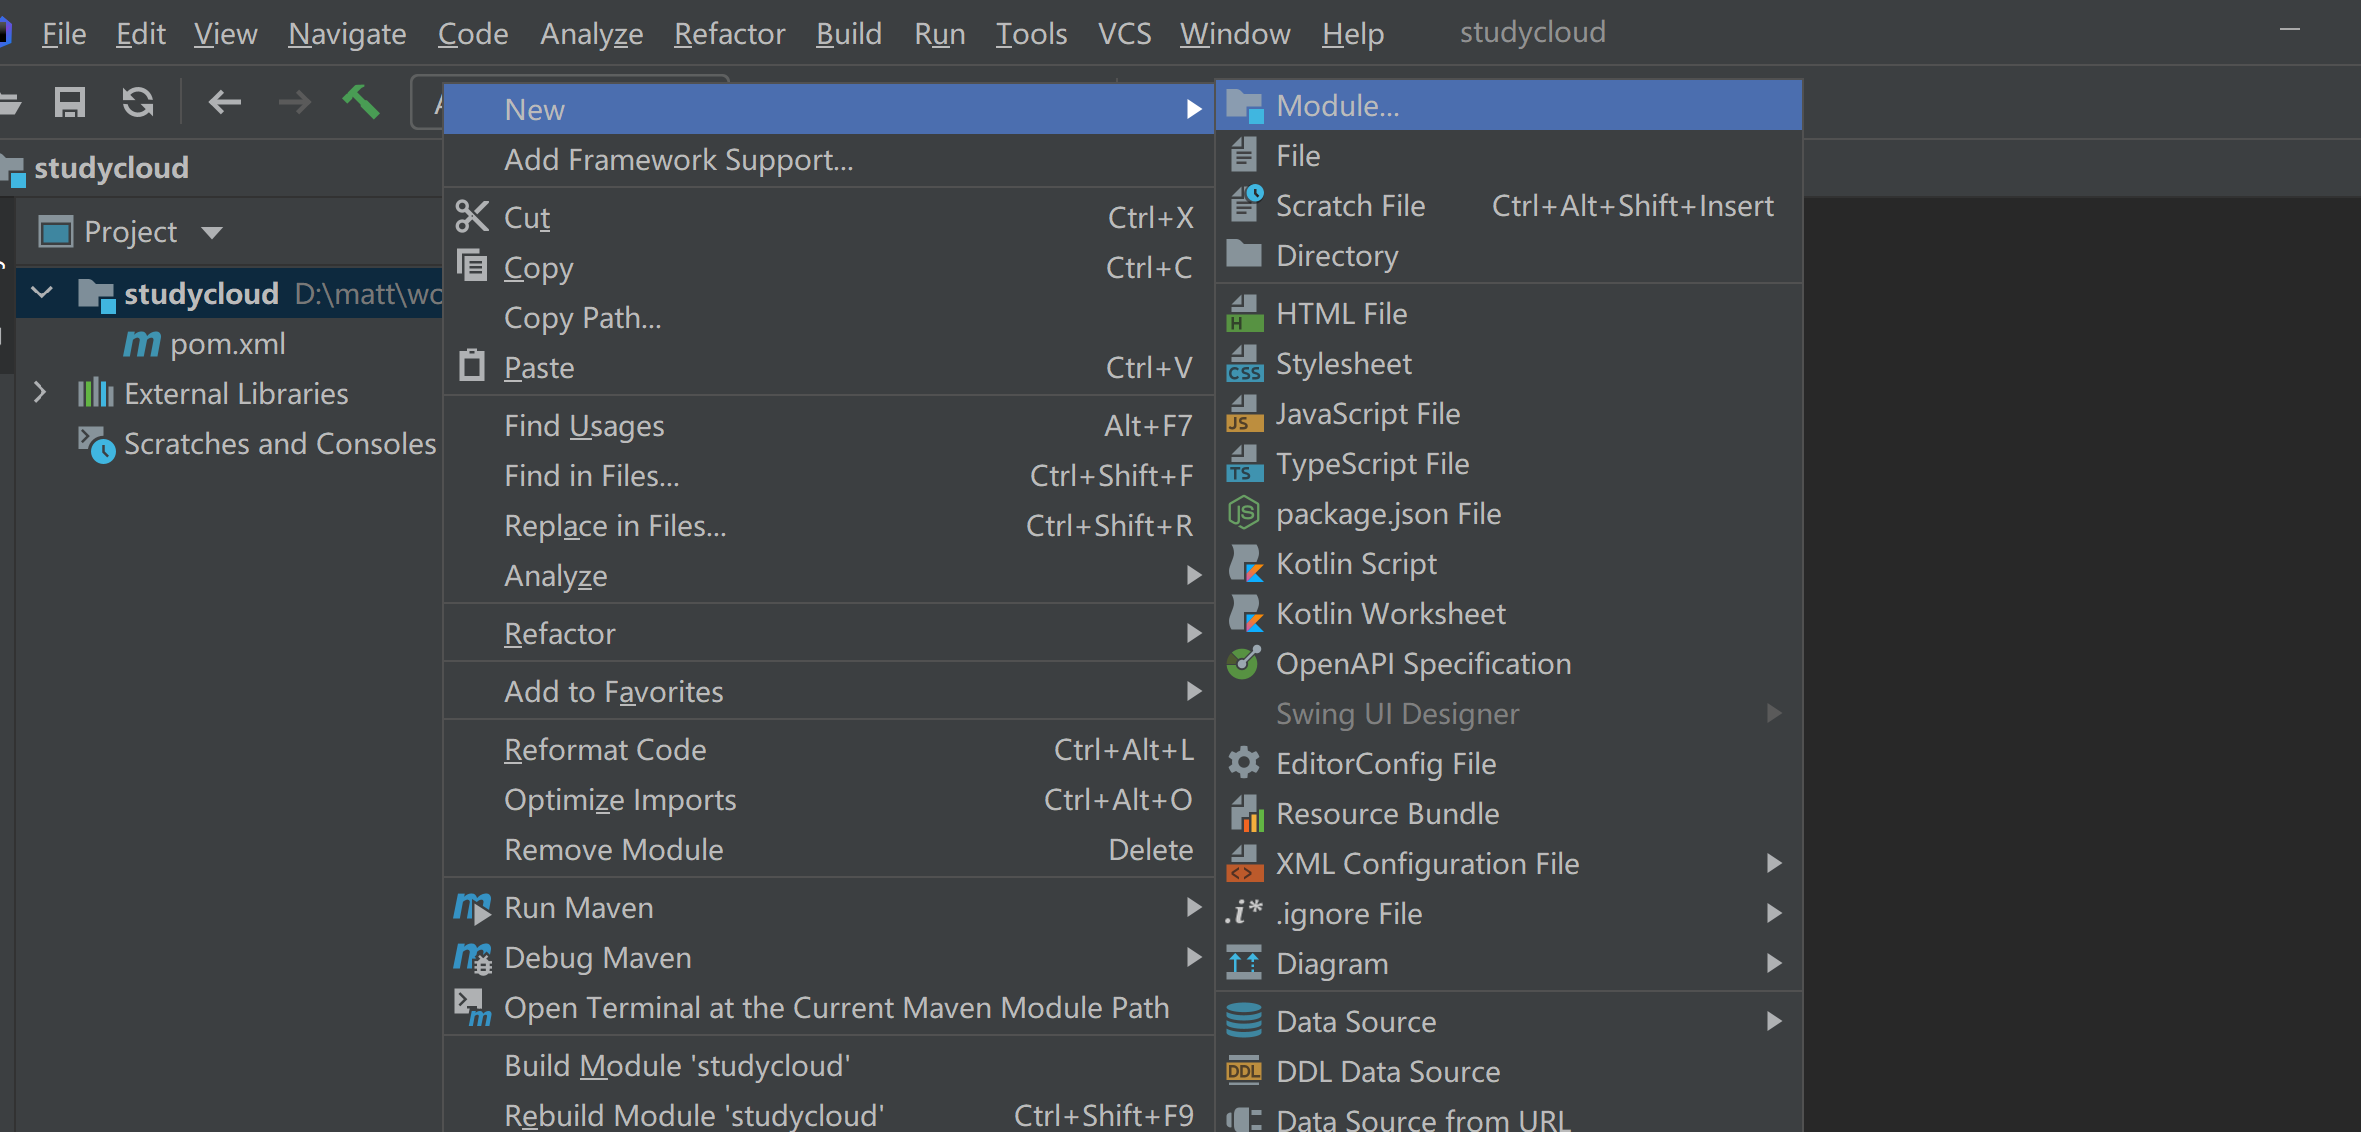 File Edit View Navigate Code Analyze Refactor Build Run Tools VCS Window Help studycloud
studycloud
Project
studycloud D:\matt\wo
pom.xml
External Libraries
Scratches and Consoles
New
Add Framework Support...
Cut Ctrl+X
Copy Ctrl+C
Copy Path...
Paste Ctrl+V
Find Usages Alt+F7
Find in Files... Ctrl+Shift+F
Replace in Files... Ctrl+Shift+R
Analyze
Refactor
Add to Favorites
Reformat Code Ctrl+Alt+L
Optimize Imports Ctrl+Alt+O
Remove Module Delete
Run Maven
Debug Maven
Open Terminal at the Current Maven Module Path
Build Module 'studycloud'
Rebuild Module 'studycloud' Ctrl+Shift+F9
Module...
File
Scratch File Ctrl+Alt+Shift+Insert
Directory
HTML File
Stylesheet
JavaScript File
TypeScript File
package.json File
Kotlin Script
Kotlin Worksheet
OpenAPI Specification
Swing UI Designer
EditorConfig File
Resource Bundle
XML Configuration File
.ignore File
Diagram
Data Source
DDL Data Source
Data Source from URL